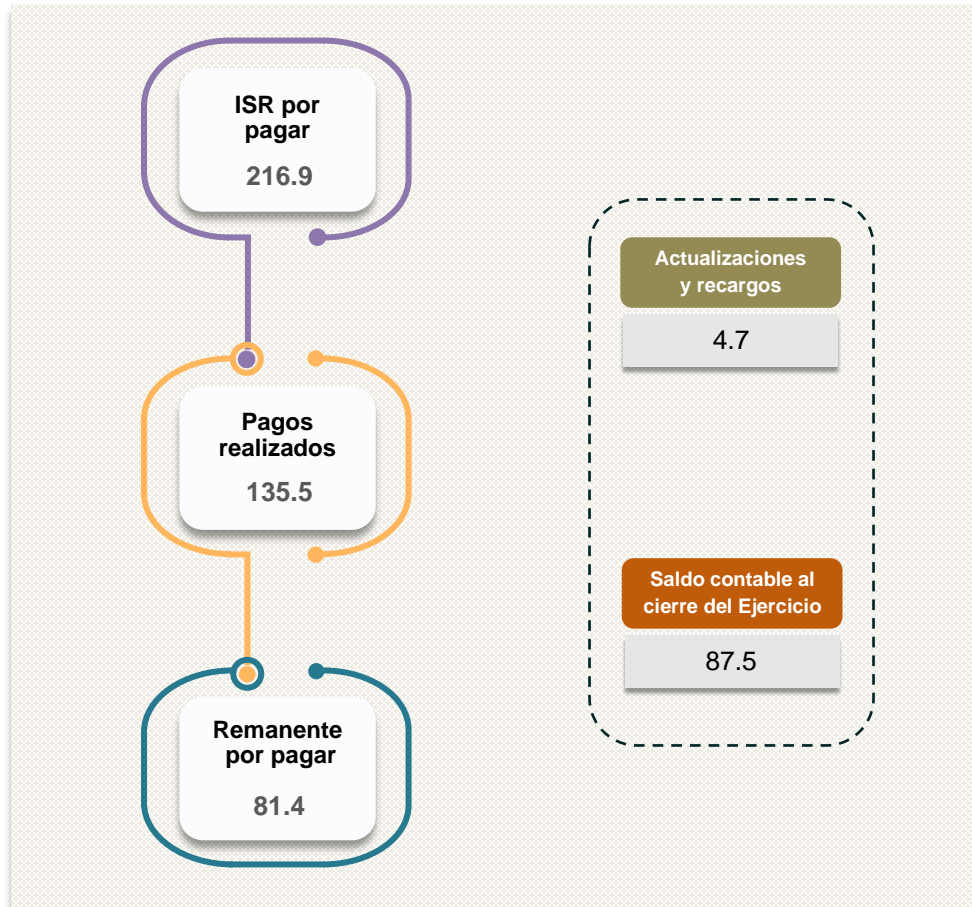 ISR por
pagar
216.9
Pagos
realizados
135.5
Remanente
por pagar
81.4
Actualizaciones
y recargos
4.7
Saldo contable al
cierre del Ejercicio
87.5